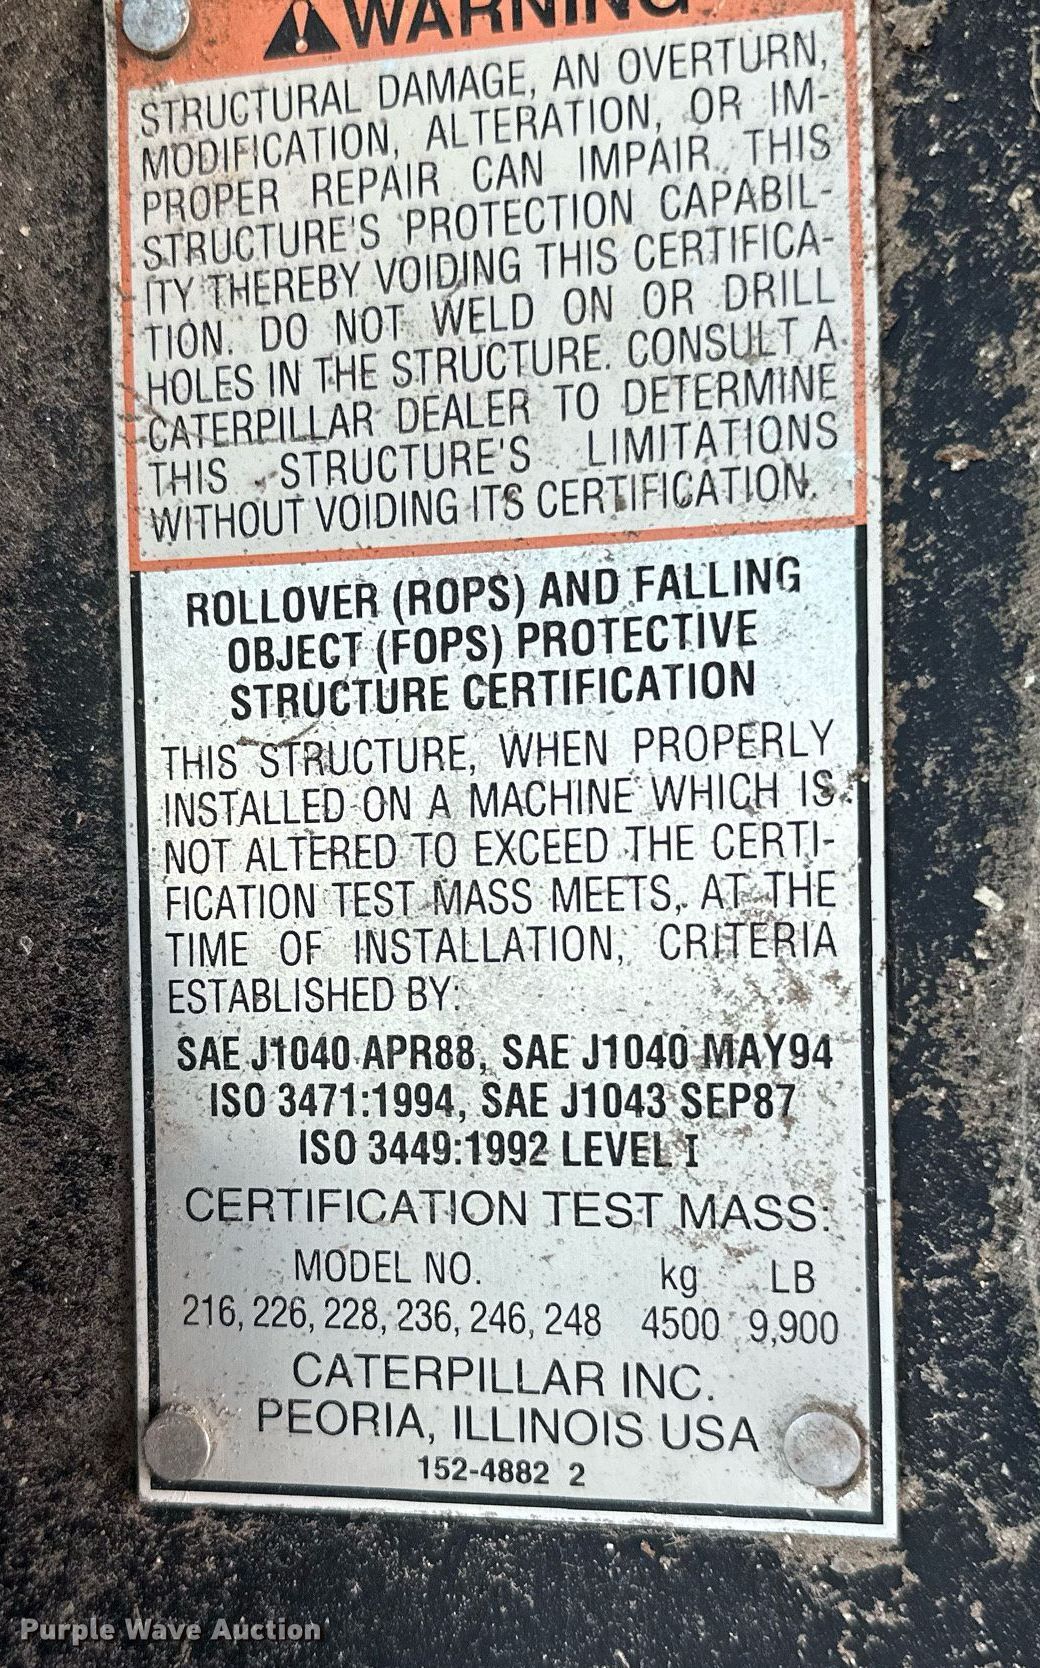 WARNING
STRUCTURAL DAMAGE, AN OVERTURN,
MODIFICATION, ALTERATION, OR IM-
PROPER REPAIR CAN IMPAIR THIS
STRUCTURE'S PROTECTION CAPABIL-
ITY THEREBY VOIDING THIS CERTIFICA-
TION. DO NOT WELD ON OR DRILL
HOLES IN THE STRUCTURE. CONSULT A
CATERPILLAR DEALER TO DETERMINE
THIS STRUCTURE'S LIMITATIONS
WITHOUT VOIDING ITS CERTIFICATION.
ROLLOVER (ROPS) AND FALLING
OBJECT (FOPS) PROTECTIVE
STRUCTURE CERTIFICATION
THIS STRUCTURE, WHEN PROPERLY
INSTALLED ON A MACHINE WHICH IS
NOT ALTERED TO EXCEED THE CERTI-
FICATION TEST MASS MEETS, AT THE
TIME OF INSTALLATION, CRITERIA
ESTABLISHED BY:
SAE J1040 APR88, SAE J1040 MAY94
ISO 3471:1994, SAE J1043 SEP87
ISO 3449:1992 LEVEL I
CERTIFICATION TEST MASS:
MODEL NO. kg LB
216, 226, 228, 236, 246, 248 4500 9,900
CATERPILLAR INC.
PEORIA, ILLINOIS USA
152-4882 2
Purple Wave Auction